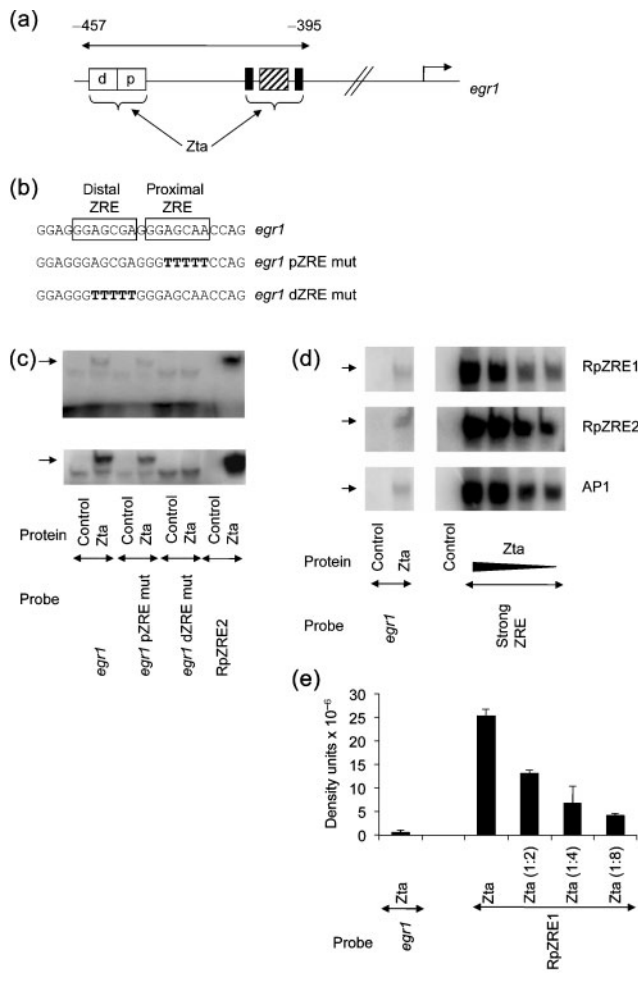 (a)
–457 –395
d p
egr1
Zta
(b)
Distal ZRE Proximal ZRE
GGAGGGAGCGAGGGAGCAACCAG egr1
GGAGGGAGCGAGGGTTTTTCCAG egr1 pZRE mut
GGAGGGTTTTTGGGAGCAACCAG egr1 dZRE mut
(c)
Protein Control Zta Control Zta Control Zta Control Zta
Probe egr1 egr1 pZRE mut egr1 dZRE mut RpZRE2
(d)
RpZRE1
RpZRE2
AP1
Protein Control Zta Control Zta
Probe egr1 Strong ZRE
(e)
Density units x 10⁻⁶
30
25
20
15
10
5
0
Zta Zta Zta (1:2) Zta (1:4) Zta (1:8)
Probe egr1 RpZRE1